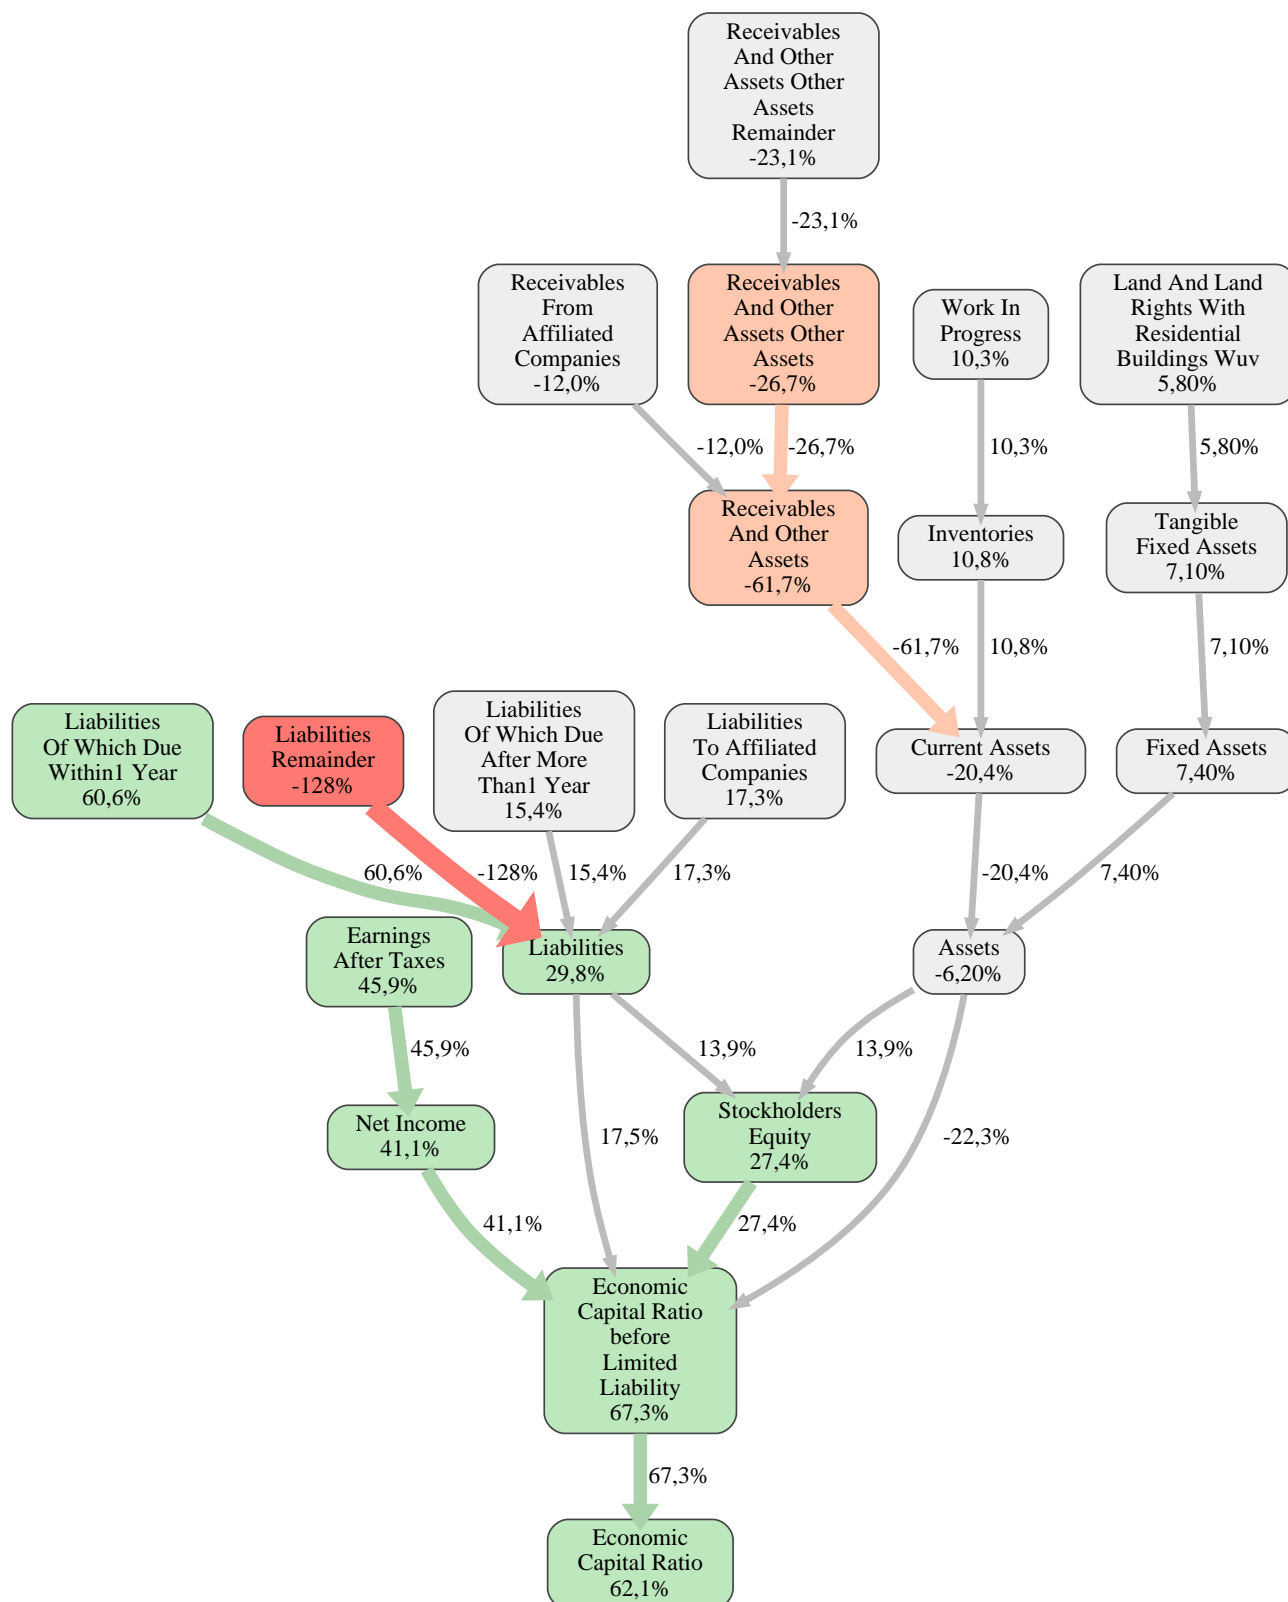 Receivables
And Other
Assets Other
Assets
Remainder
-23,1%
-23,1%
Receivables
From
Affiliated
Companies
-12,0%
Receivables
And Other
Assets Other
Assets
-26,7%
Work In
Progress
10,3%
Land And Land
Rights With
Residential
Buildings Wuv
5,80%
-12,0%
-26,7%
10,3%
5,80%
Receivables
And Other
Assets
-61,7%
Inventories
10,8%
Tangible
Fixed Assets
7,10%
-61,7%
10,8%
7,10%
Liabilities
Of Which Due
Within1 Year
60,6%
Liabilities
Remainder
-128%
Liabilities
Of Which Due
After More
Than1 Year
15,4%
Liabilities
To Affiliated
Companies
17,3%
Current Assets
-20,4%
Fixed Assets
7,40%
60,6%
-128%
15,4%
17,3%
-20,4%
7,40%
Earnings
After Taxes
45,9%
Liabilities
29,8%
Assets
-6,20%
45,9%
13,9%
13,9%
Net Income
41,1%
17,5%
Stockholders
Equity
27,4%
-22,3%
41,1%
27,4%
Economic
Capital Ratio
before
Limited
Liability
67,3%
67,3%
Economic
Capital Ratio
62,1%